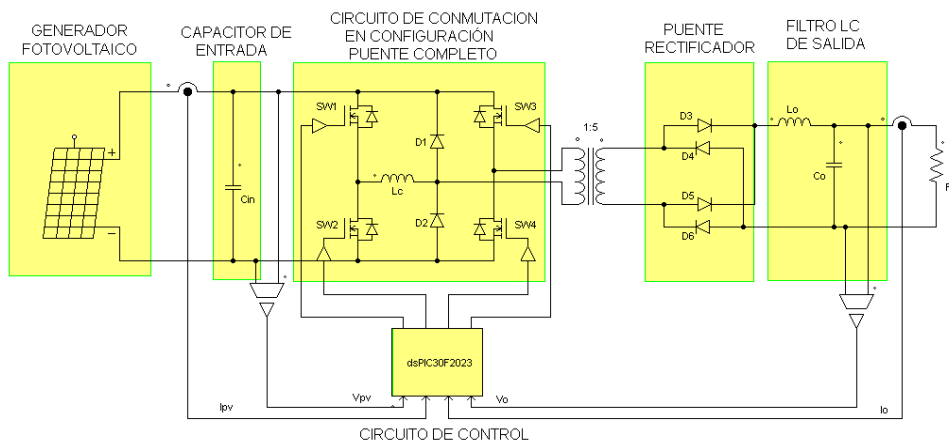 GENERADOR
FOTOVOLTAICO
CAPACITOR DE
ENTRADA
CIRCUITO DE CONMUTACION
EN CONFIGURACIÓN
PUENTE COMPLETO
PUENTE
RECTIFICADOR
FILTRO LC
DE SALIDA
+
−
Cin
SW1
SW2
D1
D2
Lc
SW3
SW4
1:5
D3
D4
D5
D6
Lo
Co
R
dsPIC30F2023
Vpv
Ipv
Vo
Io
CIRCUITO DE CONTROL